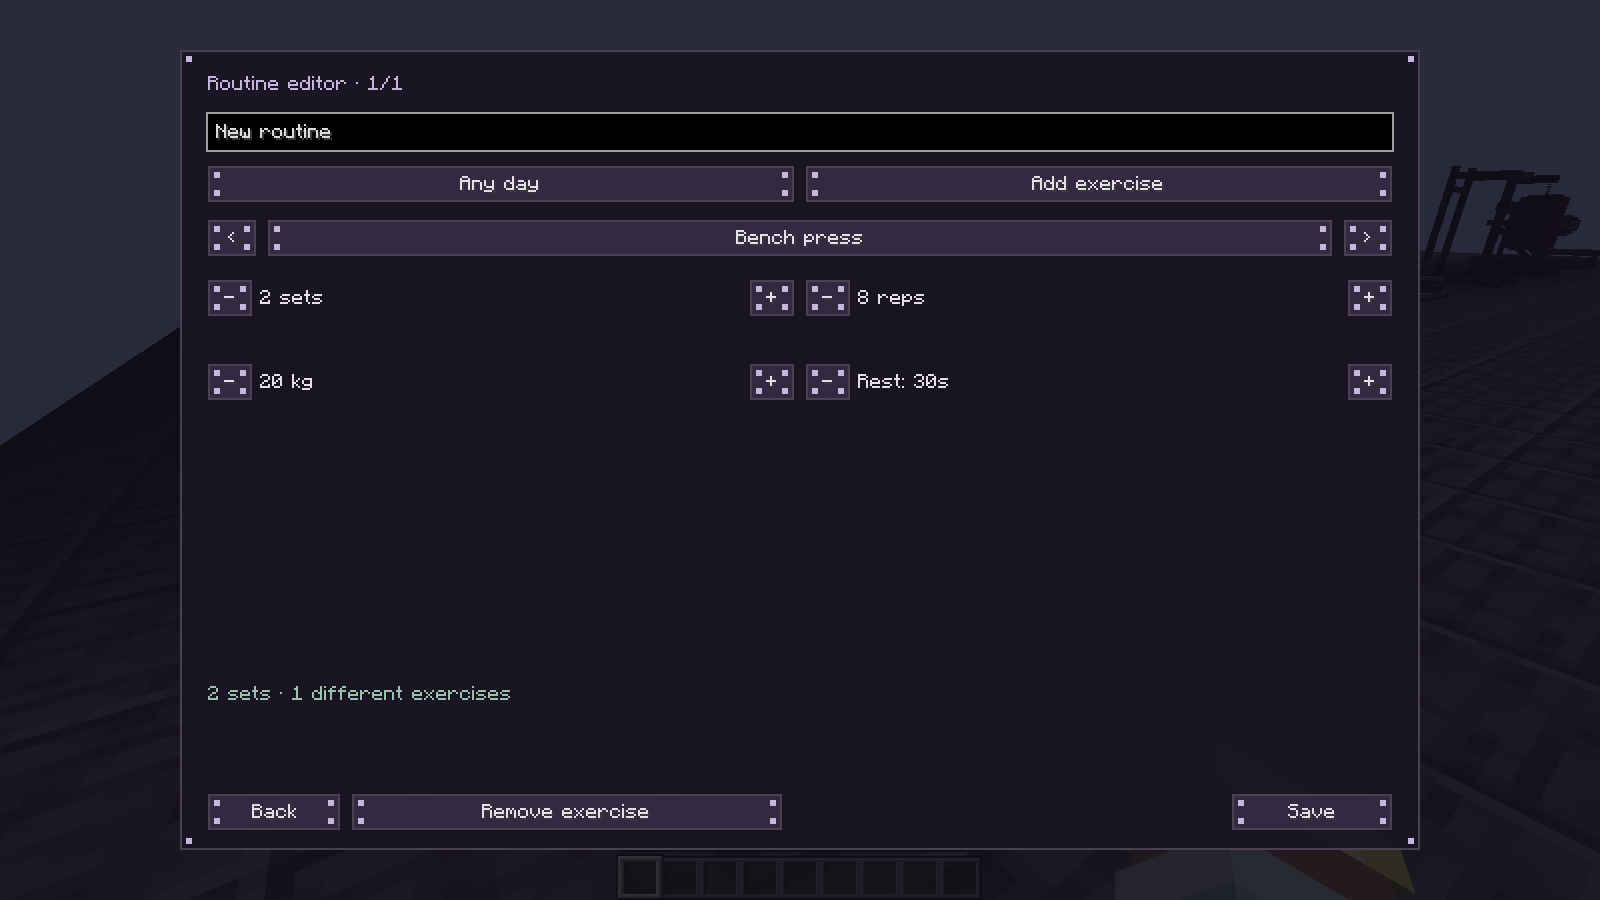 Routine editor · 1/1
New routine
Any day Add exercise
< Bench press >
- 2 sets + - 8 reps +
- 20 kg + - Rest: 30s +
2 sets · 1 different exercises
Back Remove exercise Save